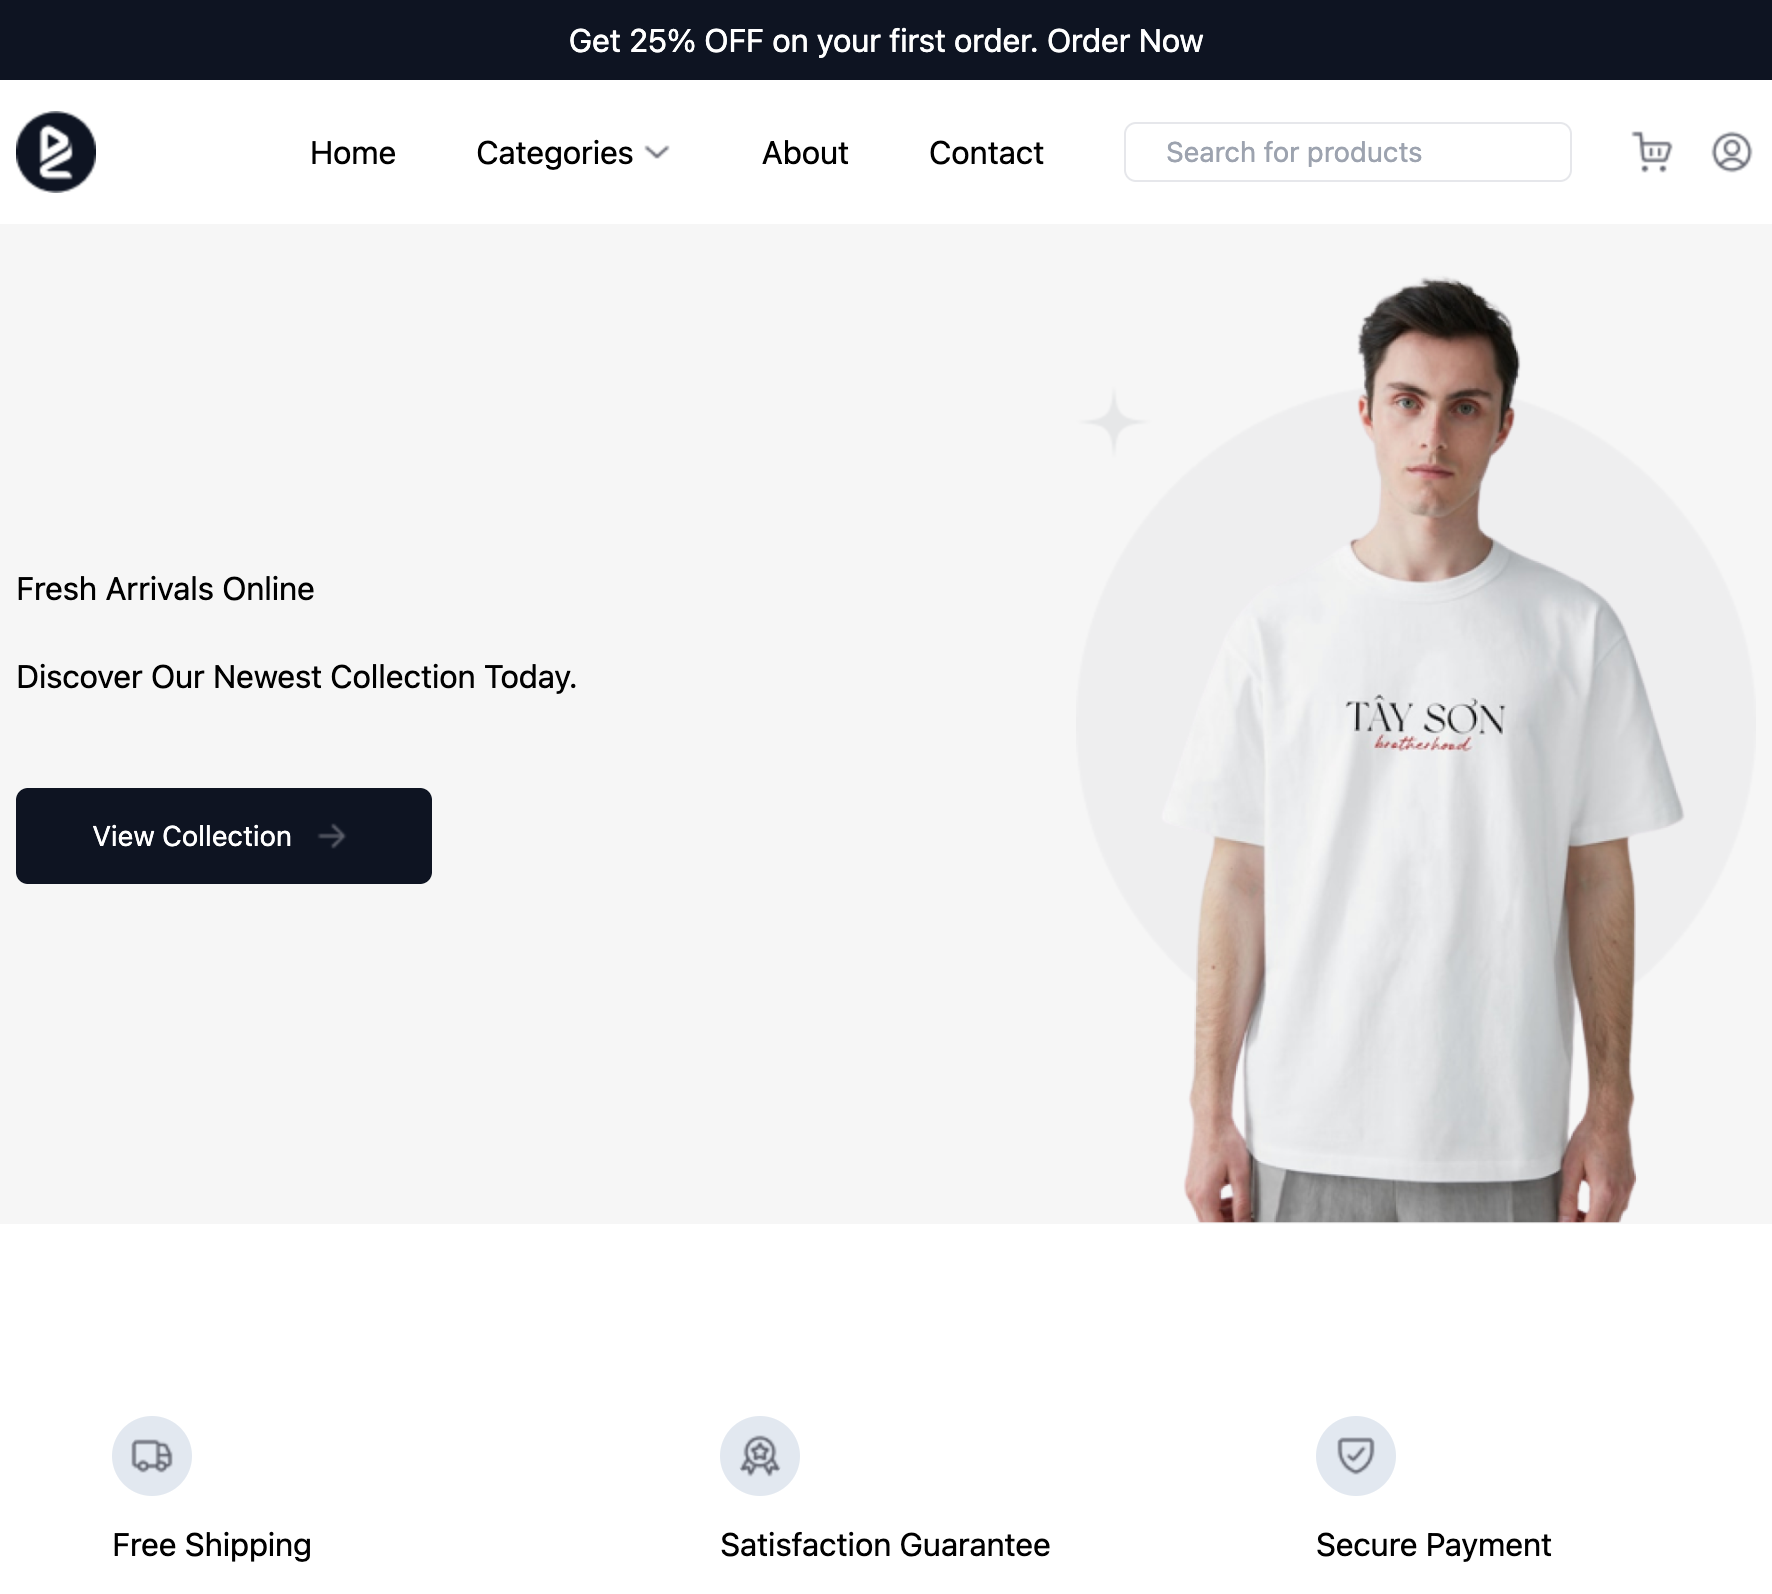 Get 25% OFF on your first order. Order Now
Home Categories About Contact Search for products
Fresh Arrivals Online
Discover Our Newest Collection Today.
TÂY SƠN
brotherhood
View Collection
Free Shipping
Satisfaction Guarantee
Secure Payment